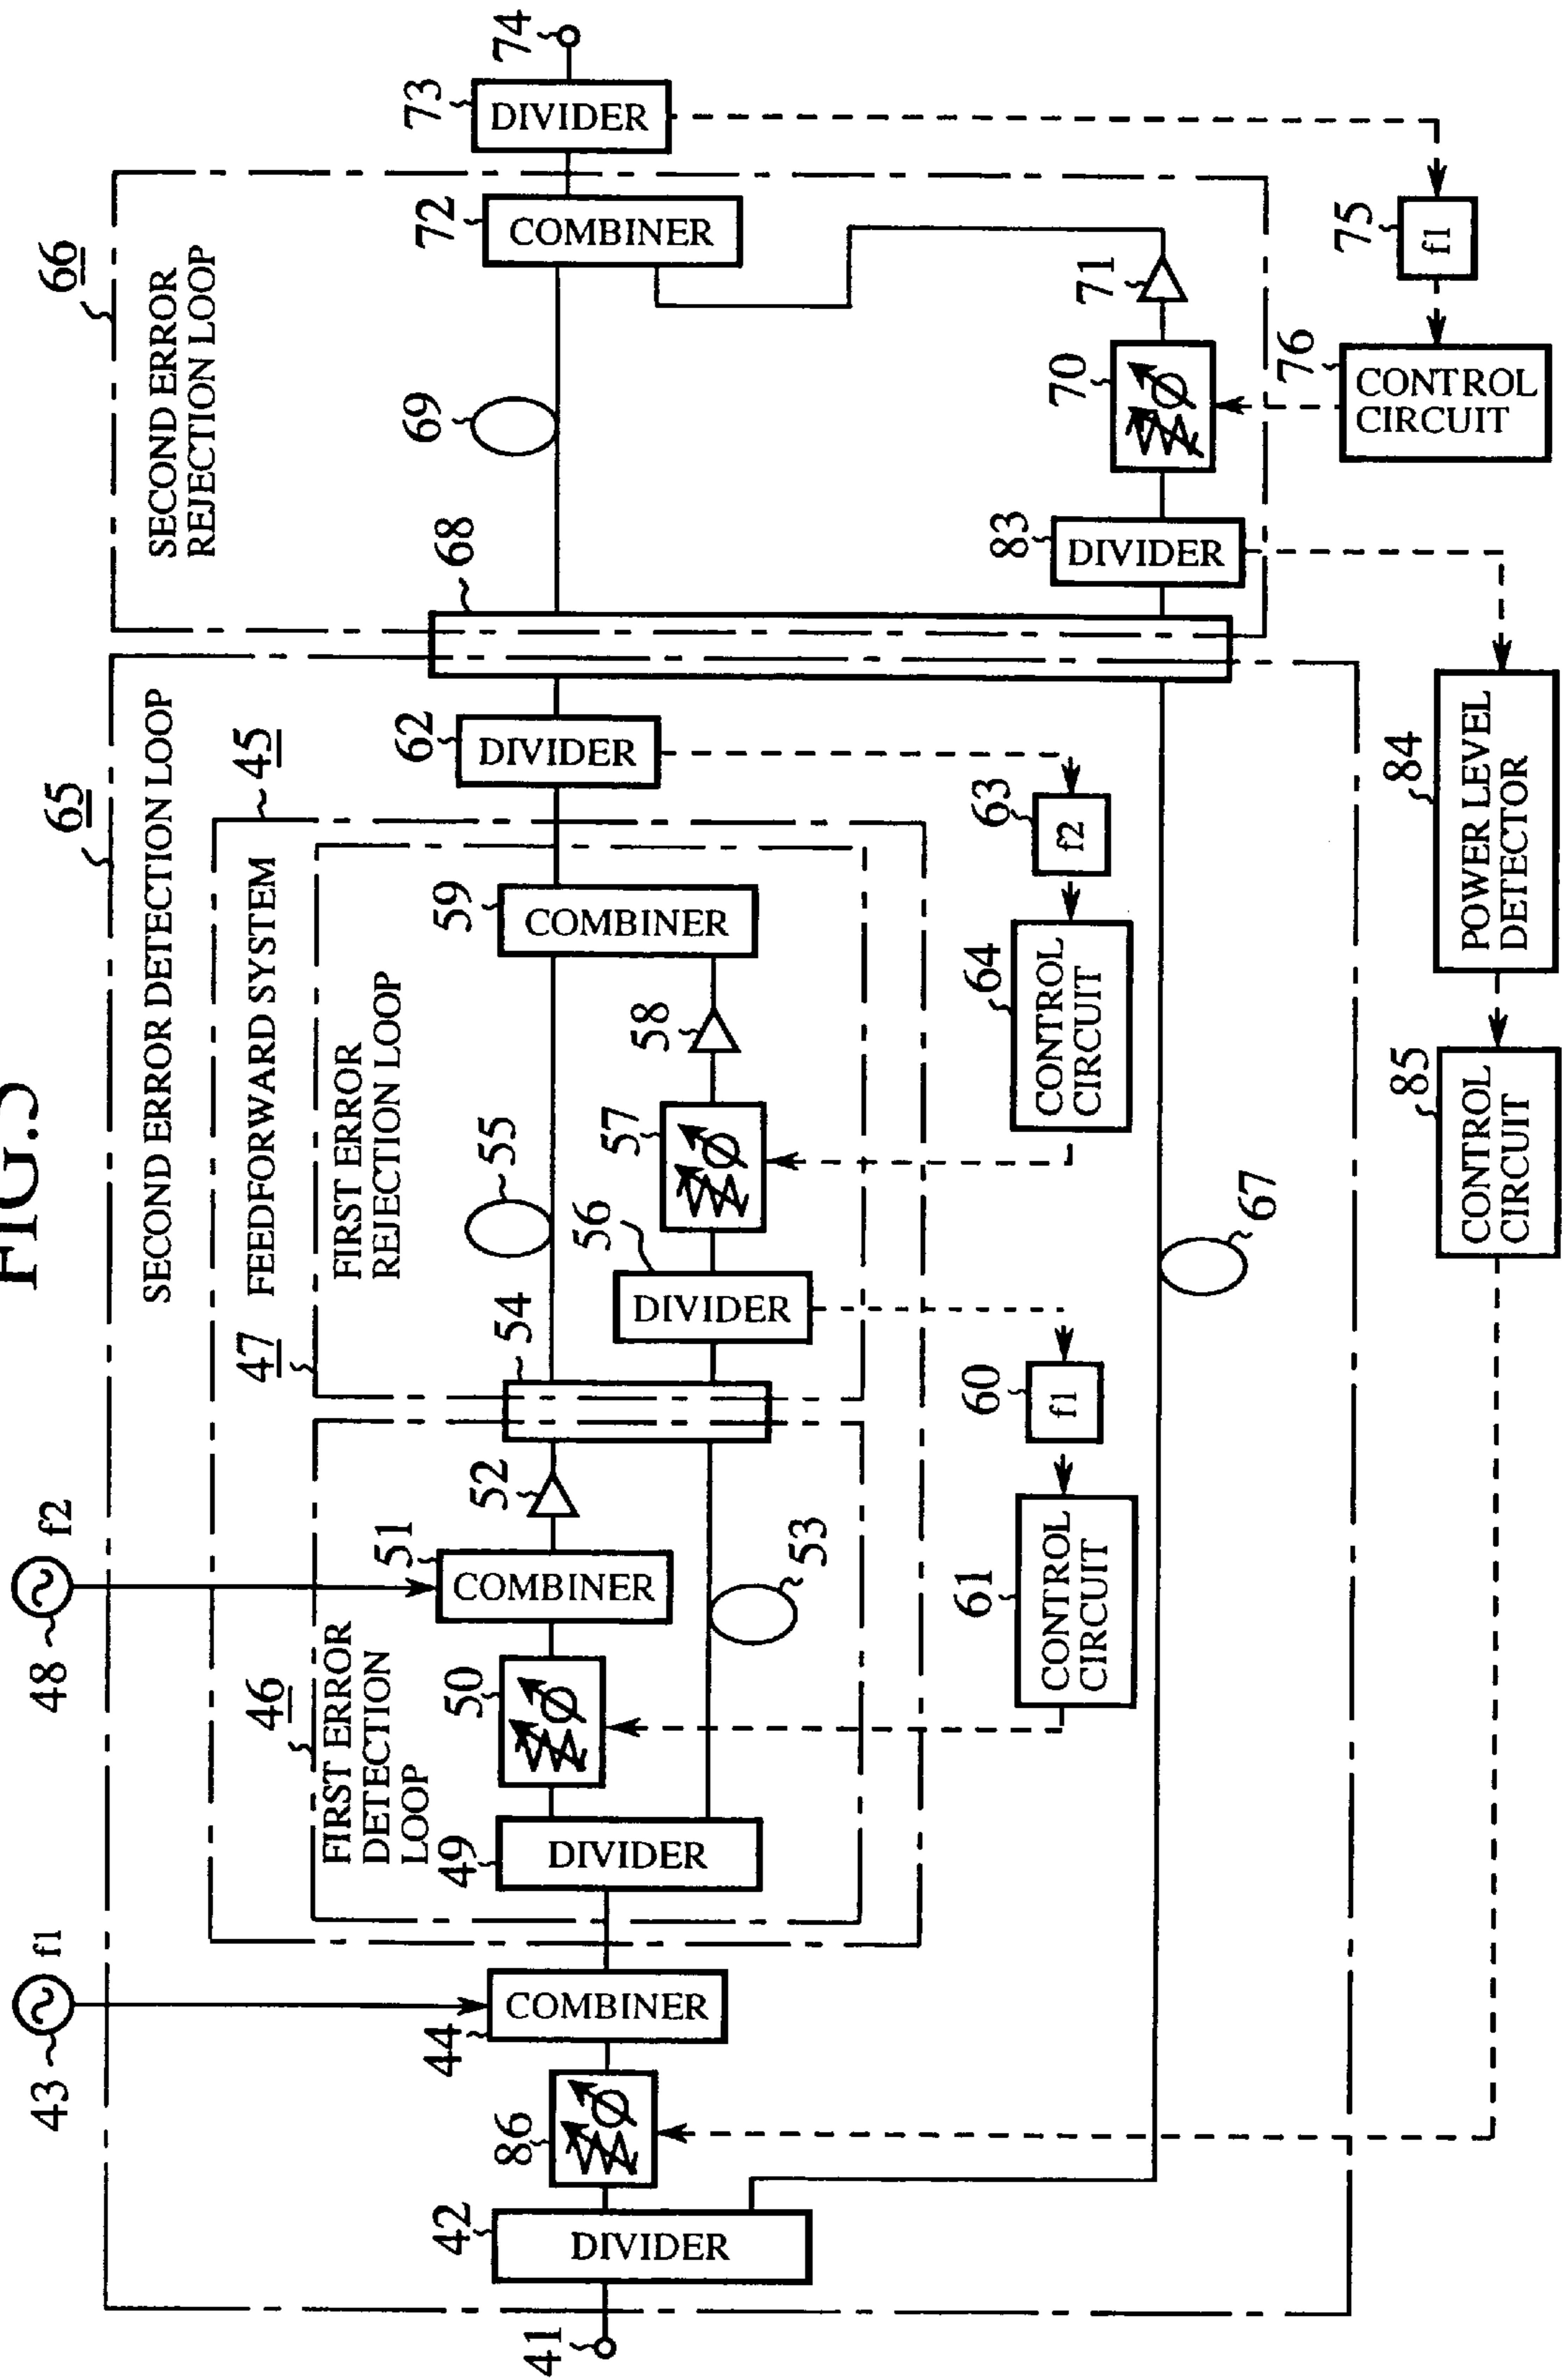 FIG.
43
f1
48
f2
65
SECOND ERROR DETECTION LOOP
66
SECOND ERROR
REJECTION LOOP
45
FEEDFORWARD SYSTEM
46
FIRST ERROR
DETECTION
LOOP
47
FIRST ERROR
REJECTION LOOP
41
42
DIVIDER
86
44
COMBINER
49
DIVIDER
50
51
COMBINER
52
53
54
55
56
DIVIDER
57
58
59
COMBINER
62
DIVIDER
68
69
72
COMBINER
73
DIVIDER
74
61
CONTROL
CIRCUIT
60
f1
64
CONTROL
CIRCUIT
63
f2
67
83
DIVIDER
70
71
76
CONTROL
CIRCUIT
75
f1
85
CONTROL
CIRCUIT
84
POWER LEVEL
DETECTOR